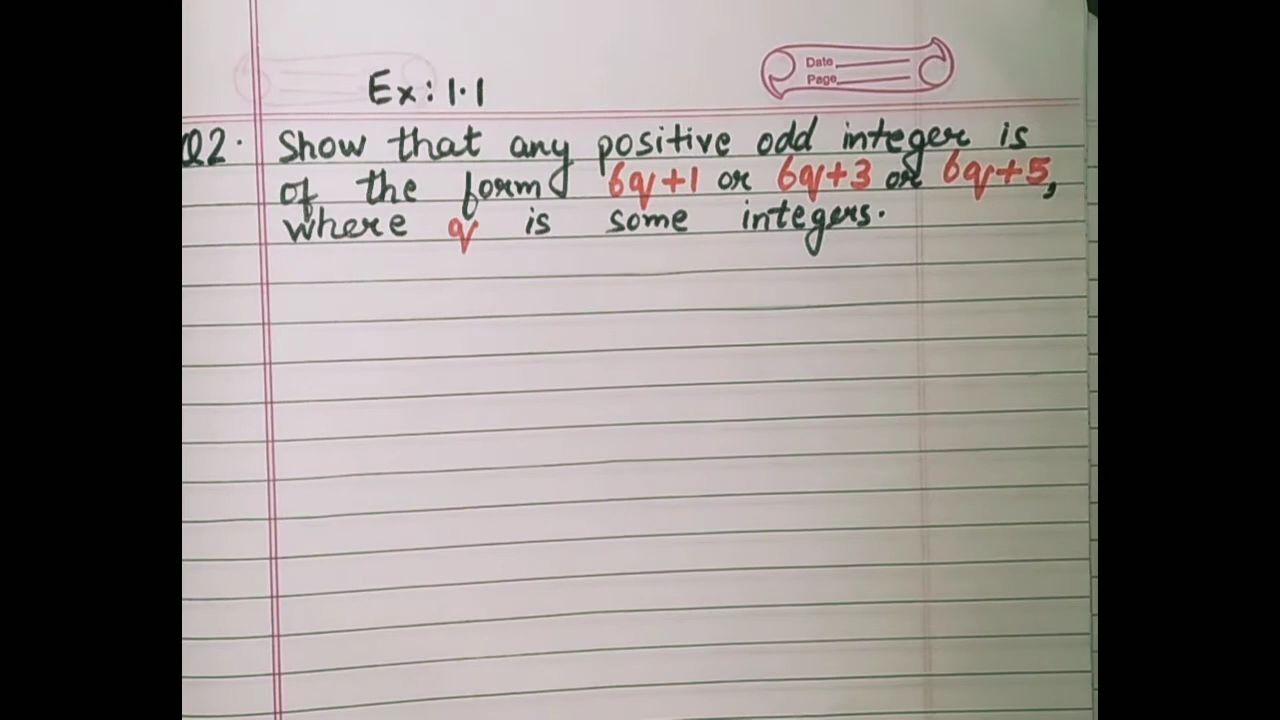 Date
Page
Ex: 1.1
Q2. Show that any positive odd integer is
of the form 6q+1 or 6q+3 or 6q+5,
where q is some integers.